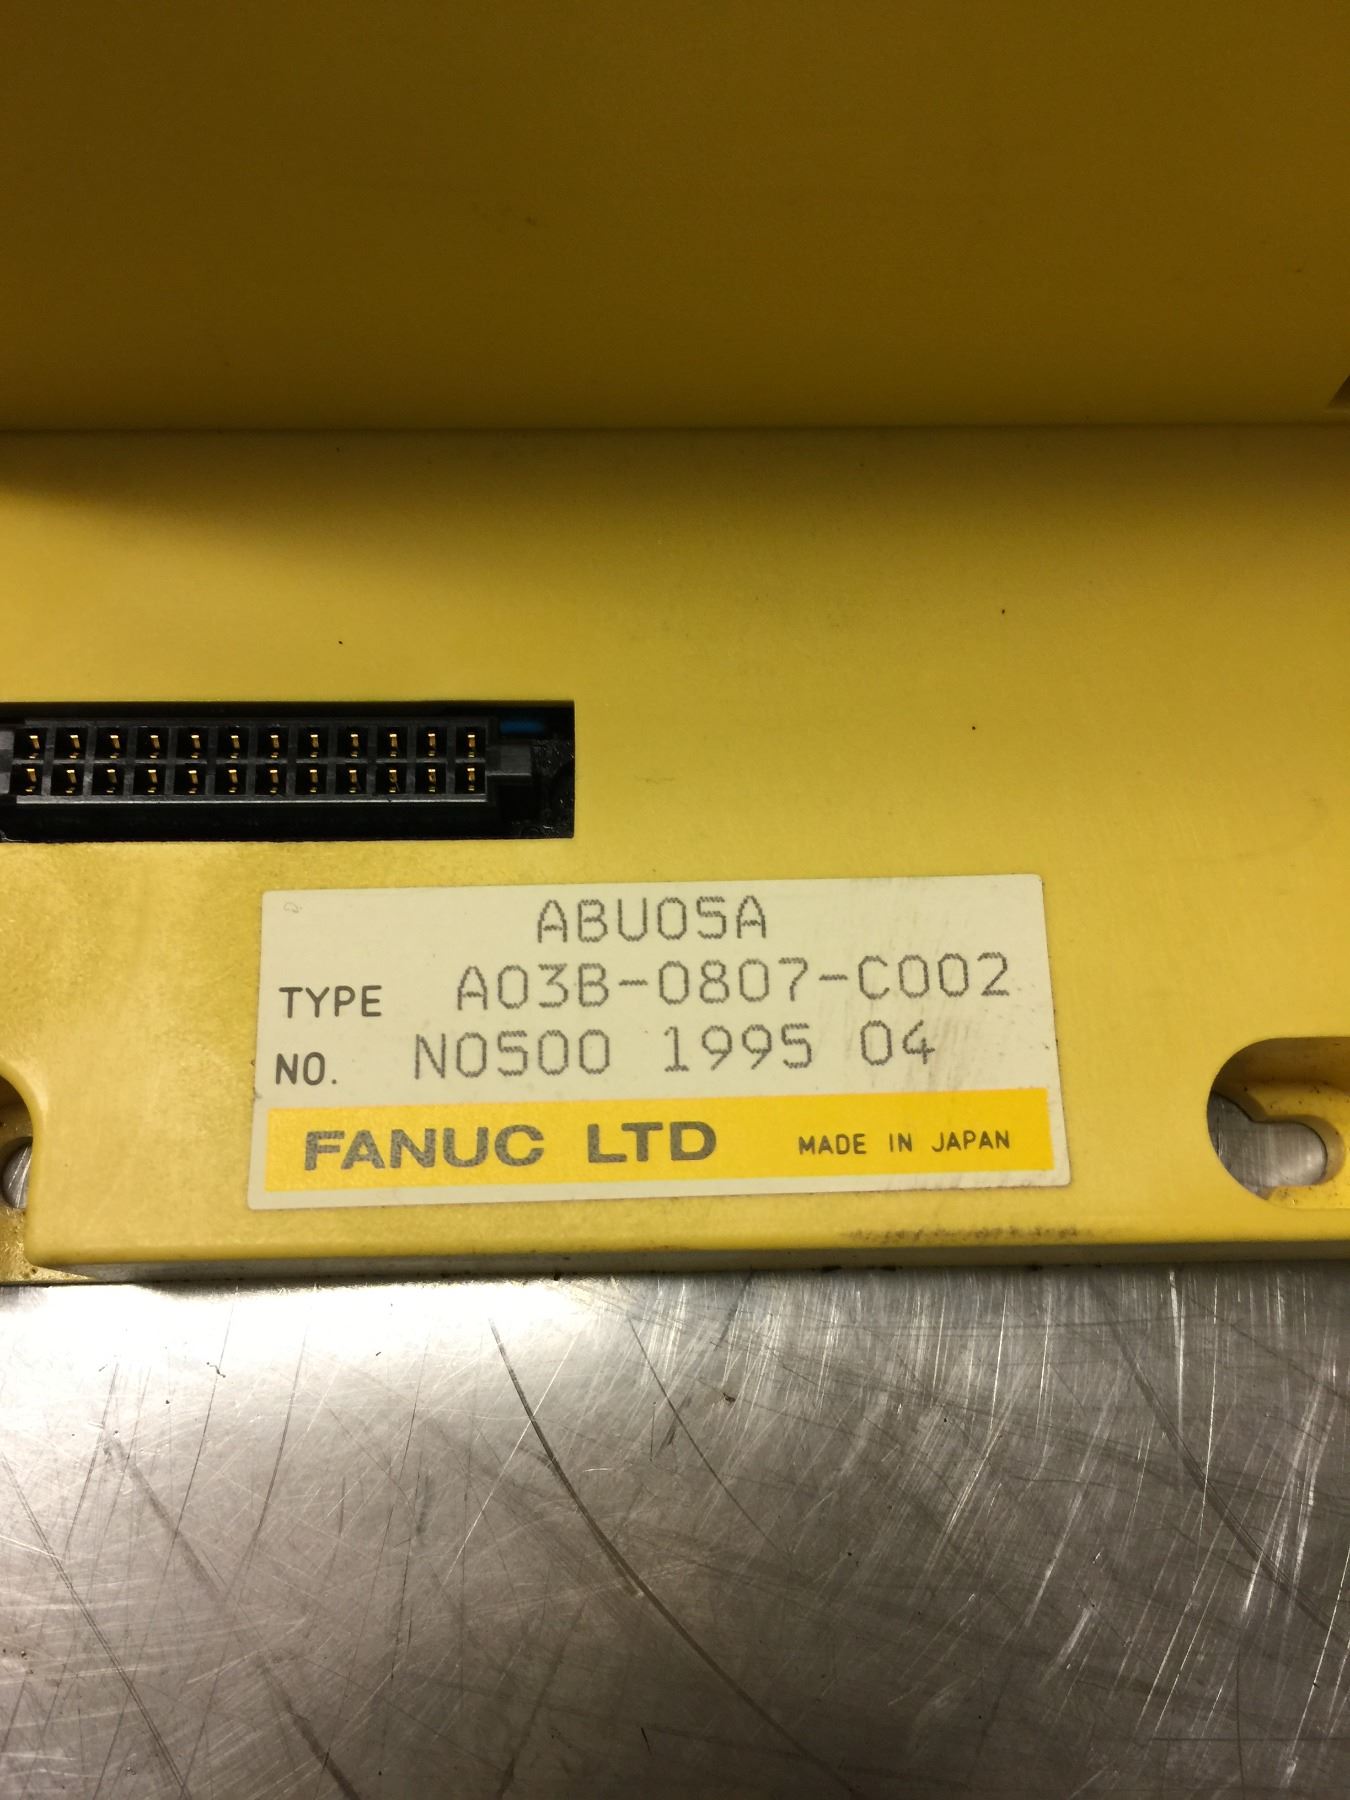 ABU05A
TYPE A03B-0807-C002
NO. N0500 1995 04
FANUC LTD MADE IN JAPAN